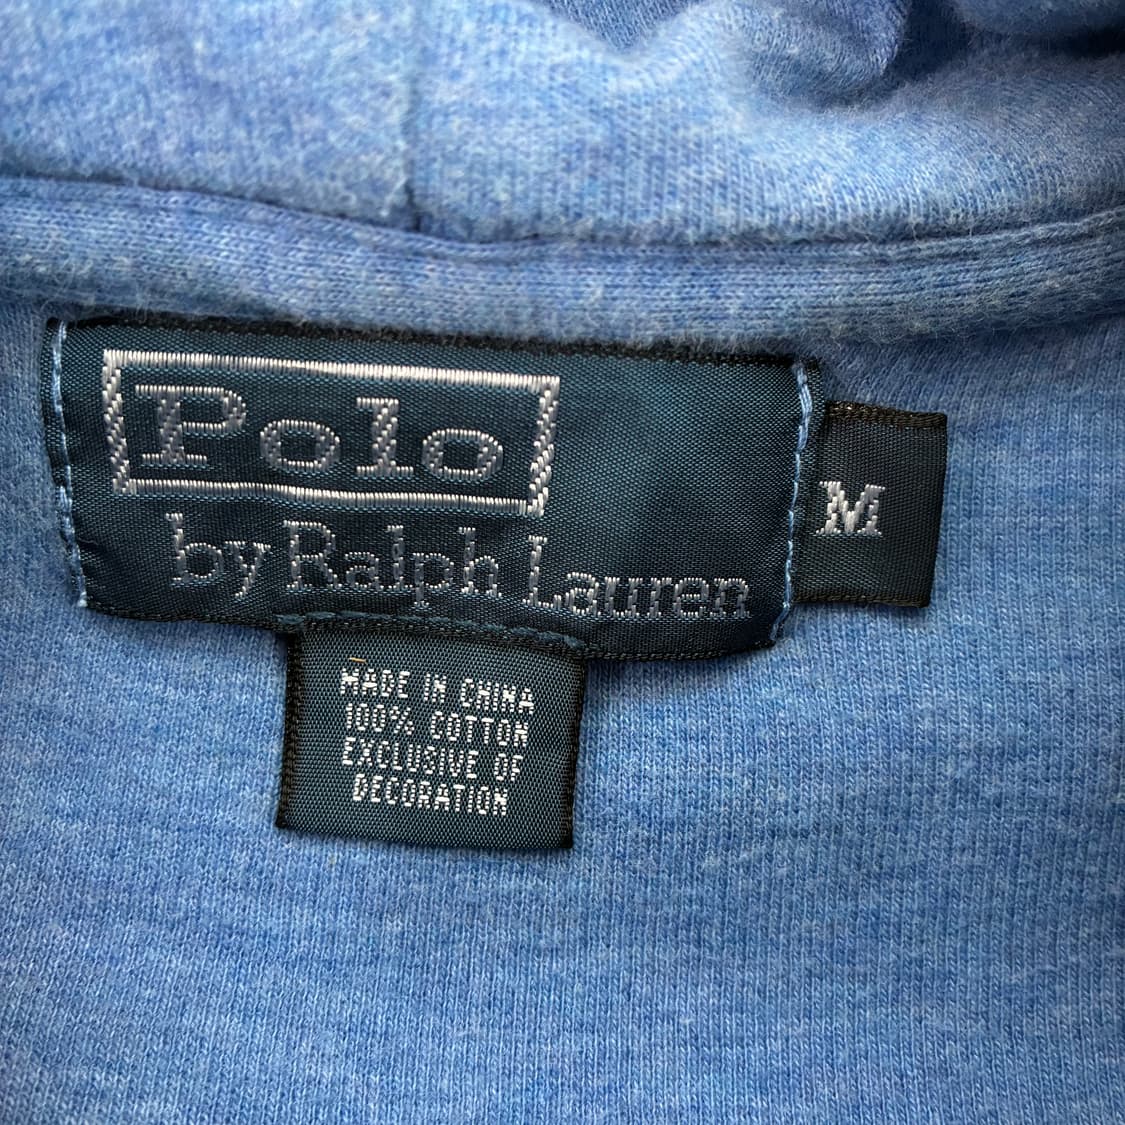 Polo
by Ralph Lauren
M
MADE IN CHINA
100% COTTON
EXCLUSIVE OF
DECORATION